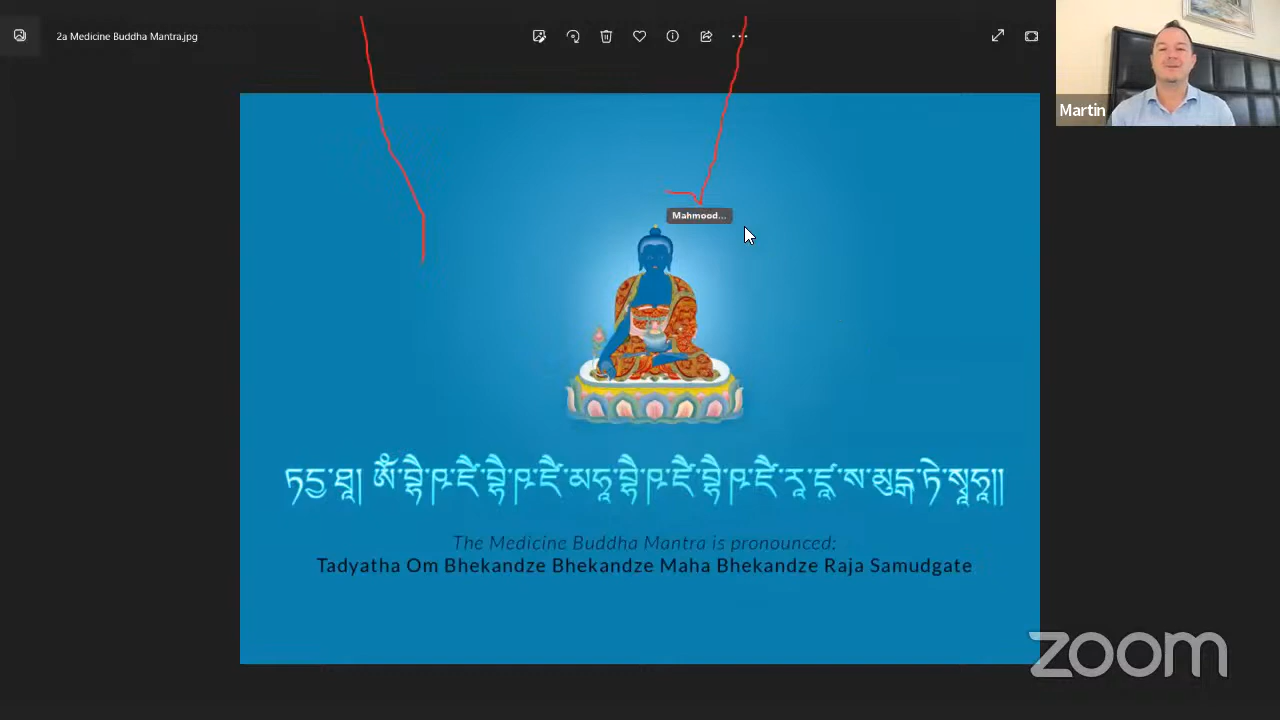 2a Medicine Buddha Mantra.jpg
Martin
Mahmood...
ཏདྱ་ཐཱ། ཨོཾ་བྷཻ་ཥ་ཛཻ་བྷཻ་ཥ་ཛཻ་མཧཱ་བྷཻ་ཥ་ཛཻ་བྷཻ་ཥ་ཛཻ་རཱ་ཛཱ་ས་མུདྒ་ཏེ་སྭཱཧཱ།།
The Medicine Buddha Mantra is pronounced:
Tadyatha Om Bhekandze Bhekandze Maha Bhekandze Raja Samudgate
zoom